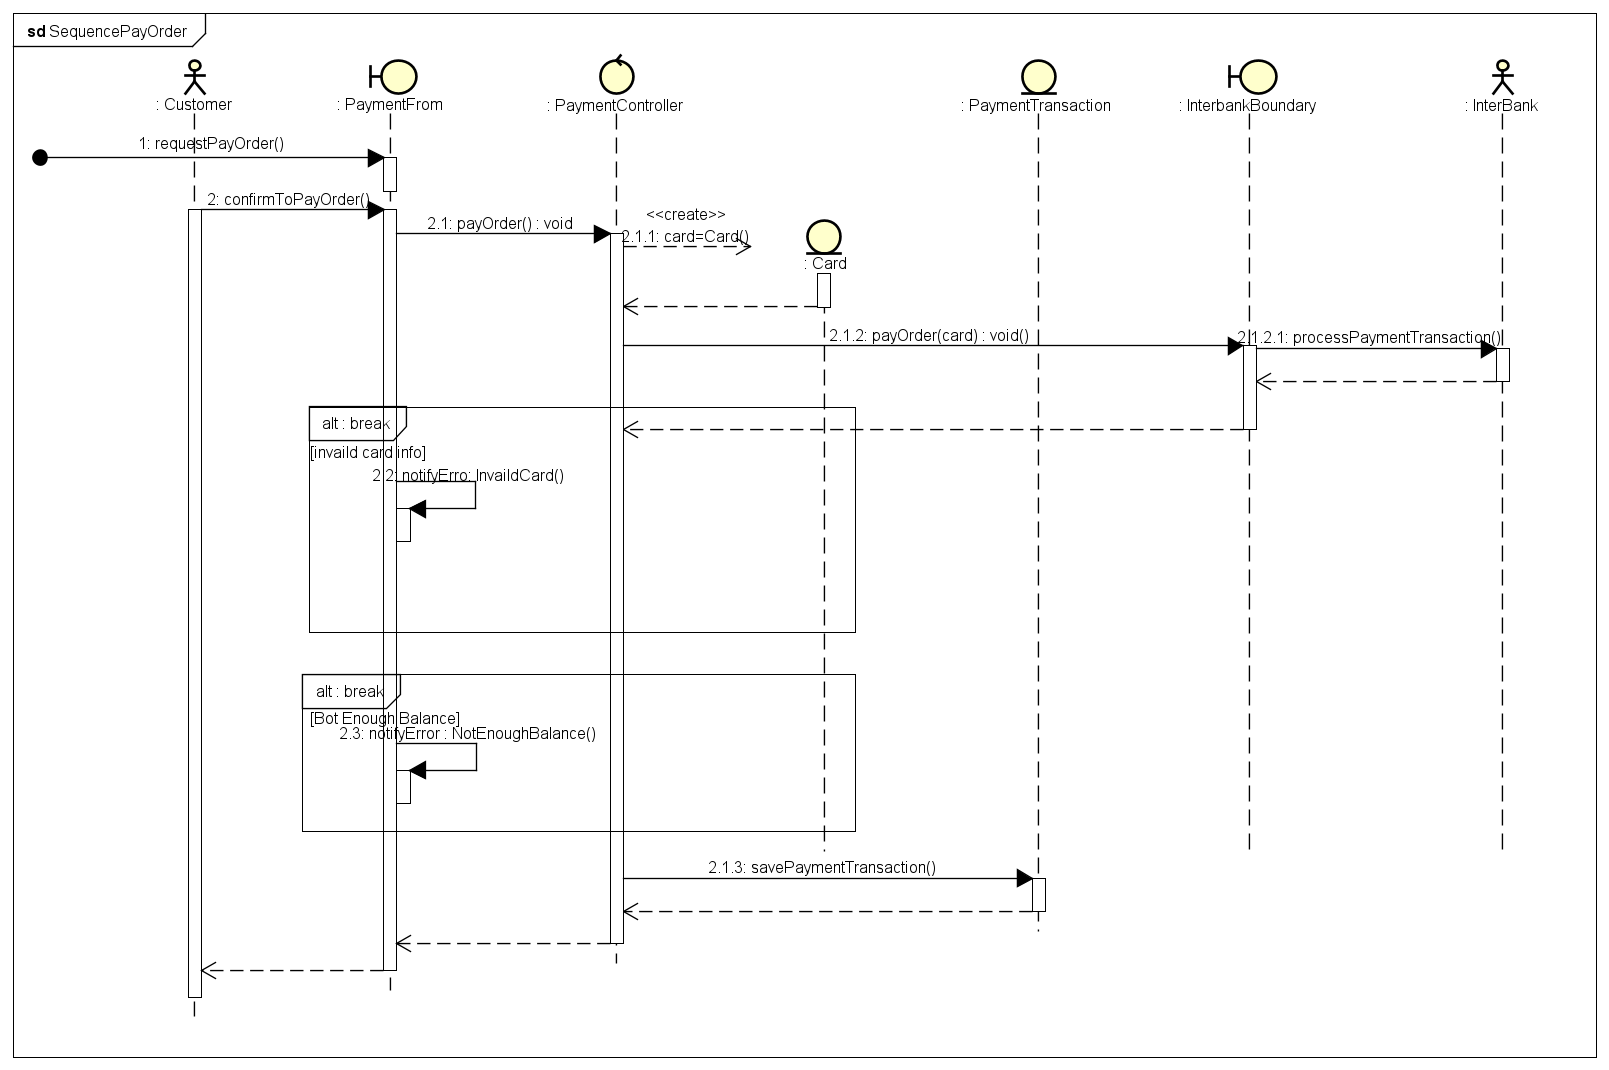 sd SequencePayOrder
: Customer
: PaymentFrom
: PaymentController
: PaymentTransaction
: InterbankBoundary
: InterBank
1: requestPayOrder()
2: confirmToPayOrder()
2.1: payOrder() : void
<<create>>
2.1.1: card=Card()
: Card
2.1.2: payOrder(card) : void()
2.1.2.1: processPaymentTransaction()
alt : break
[invaild card info]
2.2: notifyErro: InvaildCard()
alt : break
[Bot Enough Balance]
2.3: notifyError : NotEnoughBalance()
2.1.3: savePaymentTransaction()